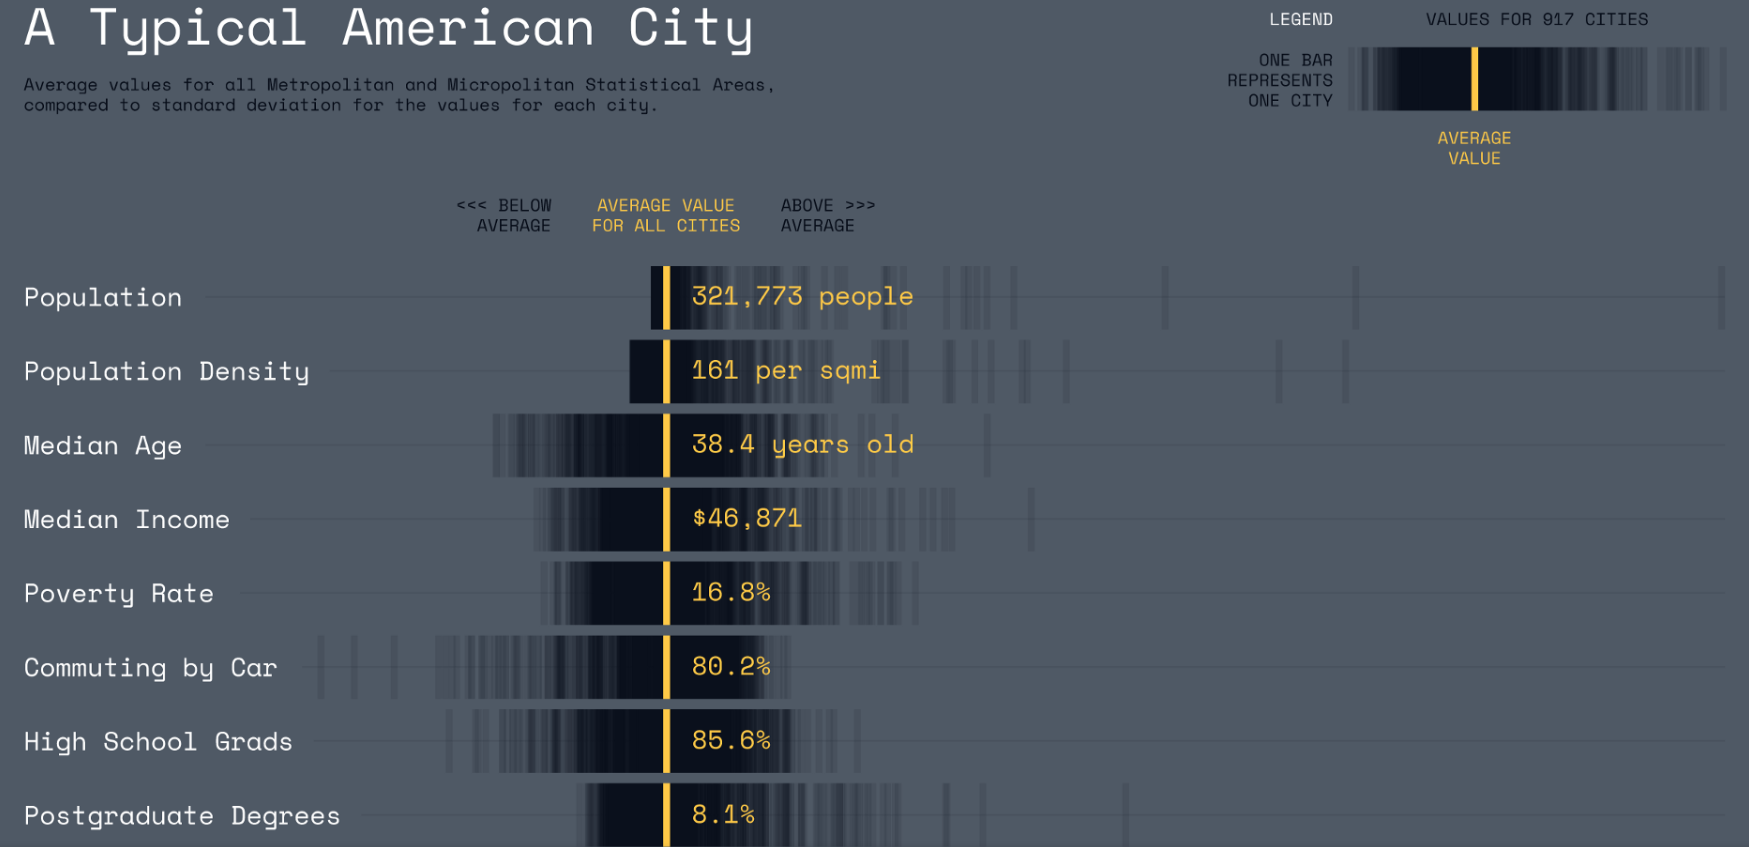 A Typical American City
Average values for all Metropolitan and Micropolitan Statistical Areas,
compared to standard deviation for the values for each city.
LEGEND
VALUES FOR 917 CITIES
ONE BAR
REPRESENTS
ONE CITY
AVERAGE
VALUE
<<< BELOW
AVERAGE
AVERAGE VALUE
FOR ALL CITIES
ABOVE >>>
AVERAGE
Population
321,773 people
Population Density
161 per sqmi
Median Age
38.4 years old
Median Income
$46,871
Poverty Rate
16.8%
Commuting by Car
80.2%
High School Grads
85.6%
Postgraduate Degrees
8.1%